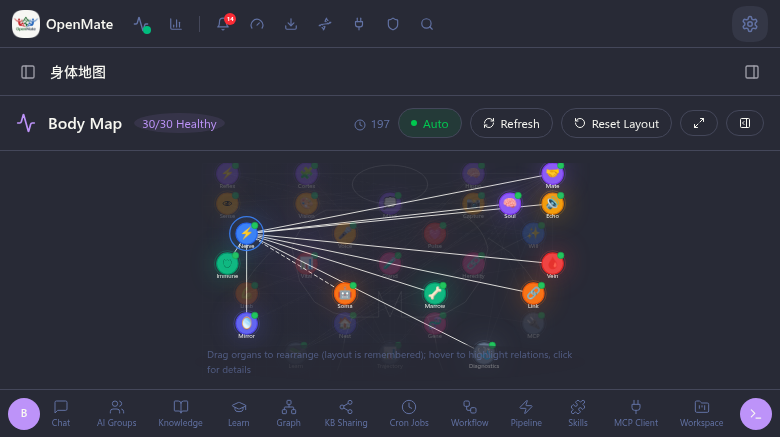 OpenMate
14
身体地图
Body Map
30/30 Healthy
197
Auto
Refresh
Reset Layout
Mate
Soul
Echo
Nerve
Immune
Vein
Soma
Marrow
Link
Mirror
Diagnostics
Drag organs to rearrange (layout is remembered); hover to highlight relations, click
for details
B
Chat
AI Groups
Knowledge
Learn
Graph
KB Sharing
Cron Jobs
Workflow
Pipeline
Skills
MCP Client
Workspace